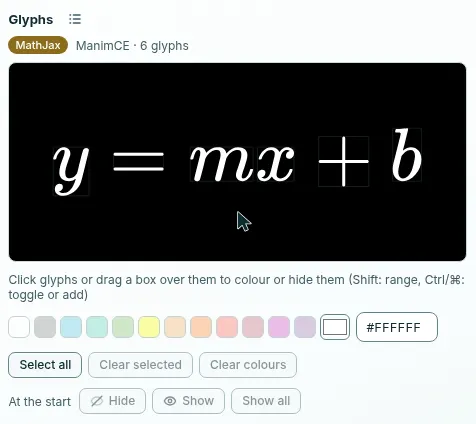 Glyphs
MathJax ManimCE · 6 glyphs
y = mx + b
Click glyphs or drag a box over them to colour or hide them (Shift: range, Ctrl/⌘:
toggle or add)
#FFFFFF
Select all Clear selected Clear colours
At the start Hide Show Show all